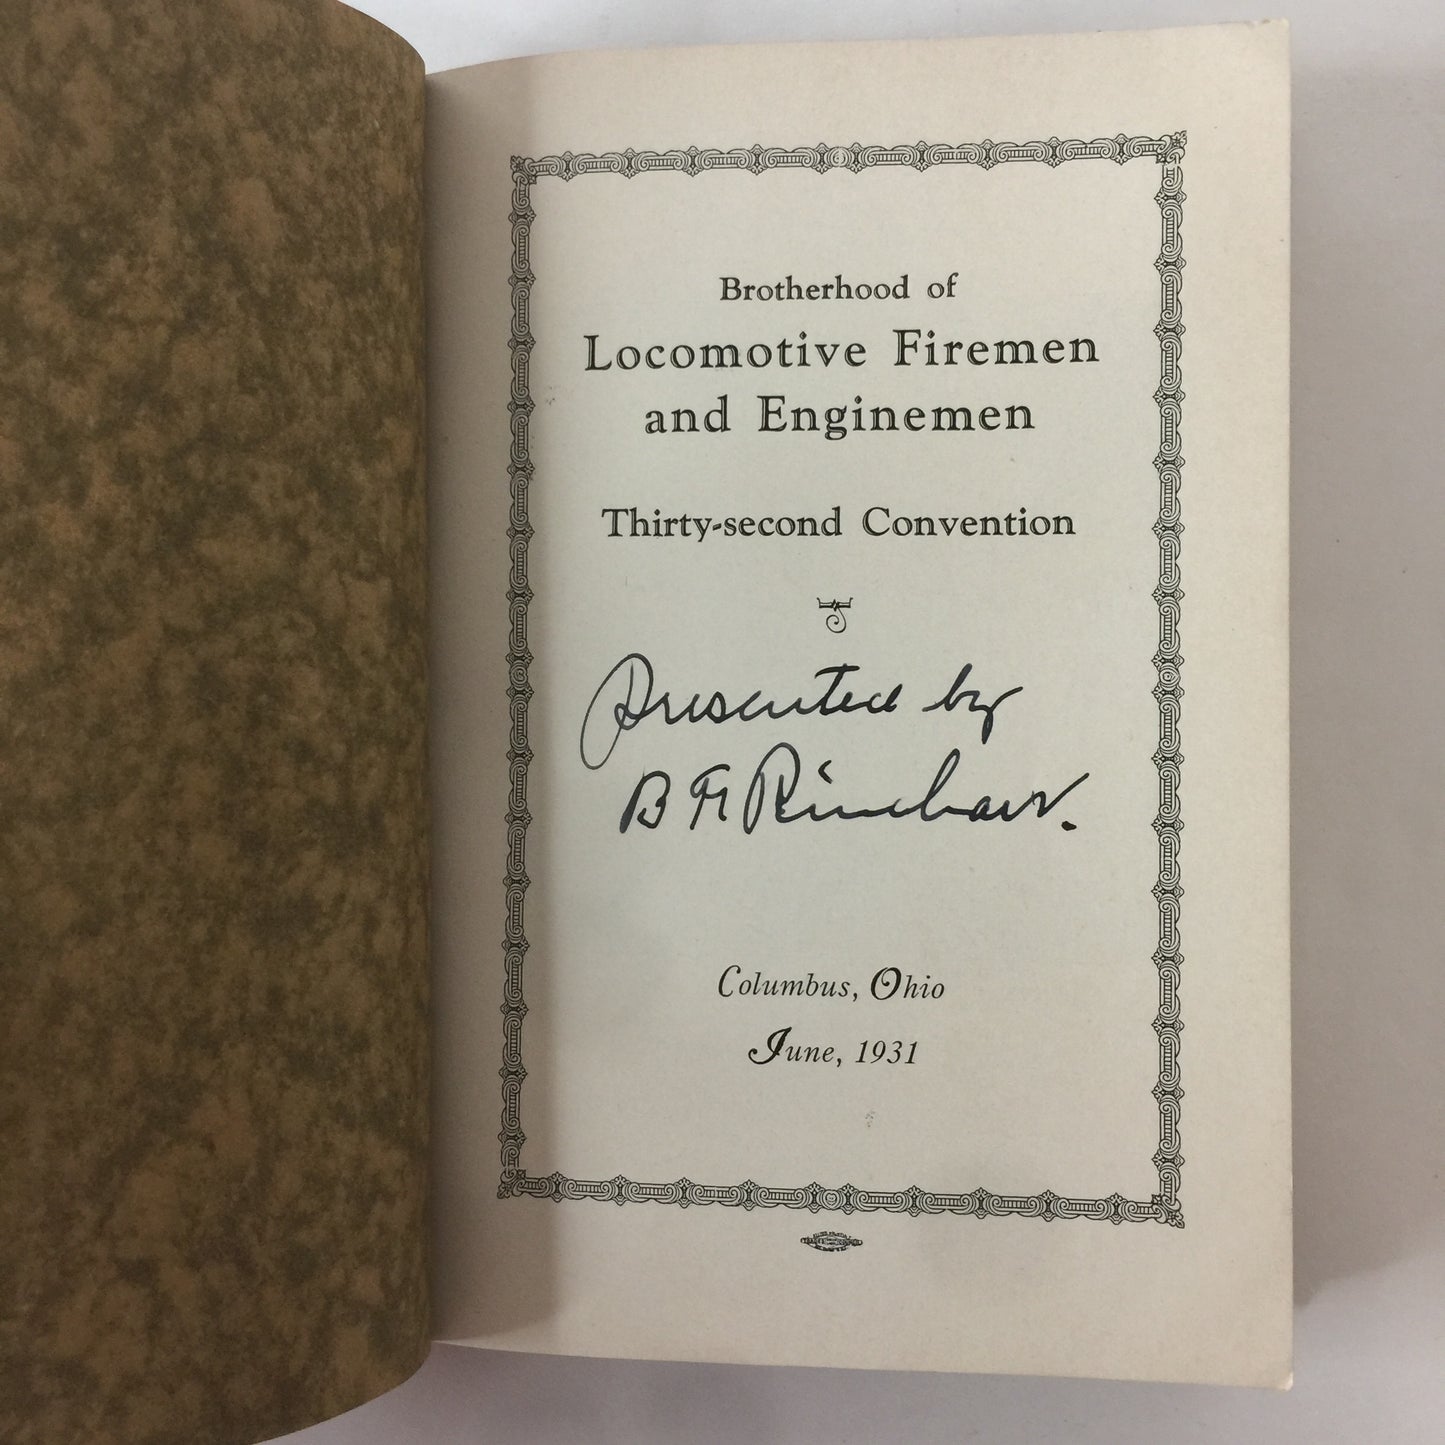 Brotherhood of
Locomotive Firemen
and Enginemen
Thirty-second Convention
Presented by
B F Rinehart.
Columbus, Ohio
June, 1931